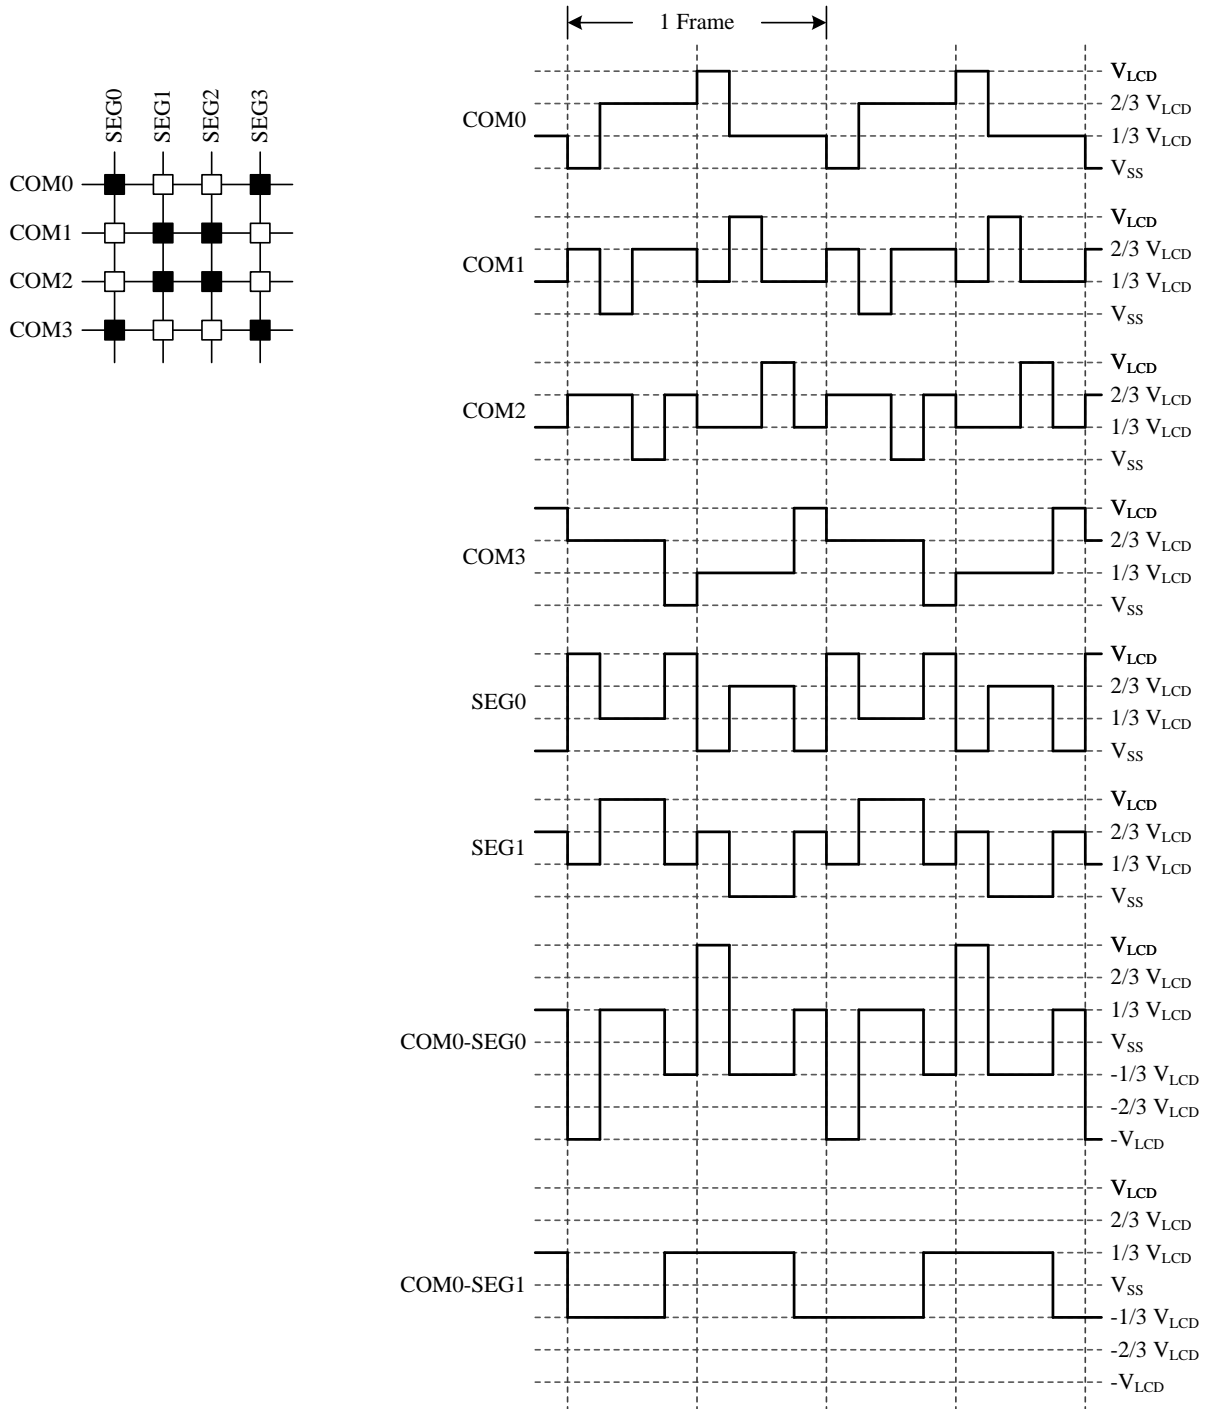 1 Frame
SEG0
SEG1
SEG2
SEG3
COM0
COM1
COM2
COM3
COM0
VLCD
2/3 VLCD
1/3 VLCD
VSS
COM1
VLCD
2/3 VLCD
1/3 VLCD
VSS
COM2
VLCD
2/3 VLCD
1/3 VLCD
VSS
COM3
VLCD
2/3 VLCD
1/3 VLCD
VSS
SEG0
VLCD
2/3 VLCD
1/3 VLCD
VSS
SEG1
VLCD
2/3 VLCD
1/3 VLCD
VSS
COM0-SEG0
VLCD
2/3 VLCD
1/3 VLCD
VSS
-1/3 VLCD
-2/3 VLCD
-VLCD
COM0-SEG1
VLCD
2/3 VLCD
1/3 VLCD
VSS
-1/3 VLCD
-2/3 VLCD
-VLCD